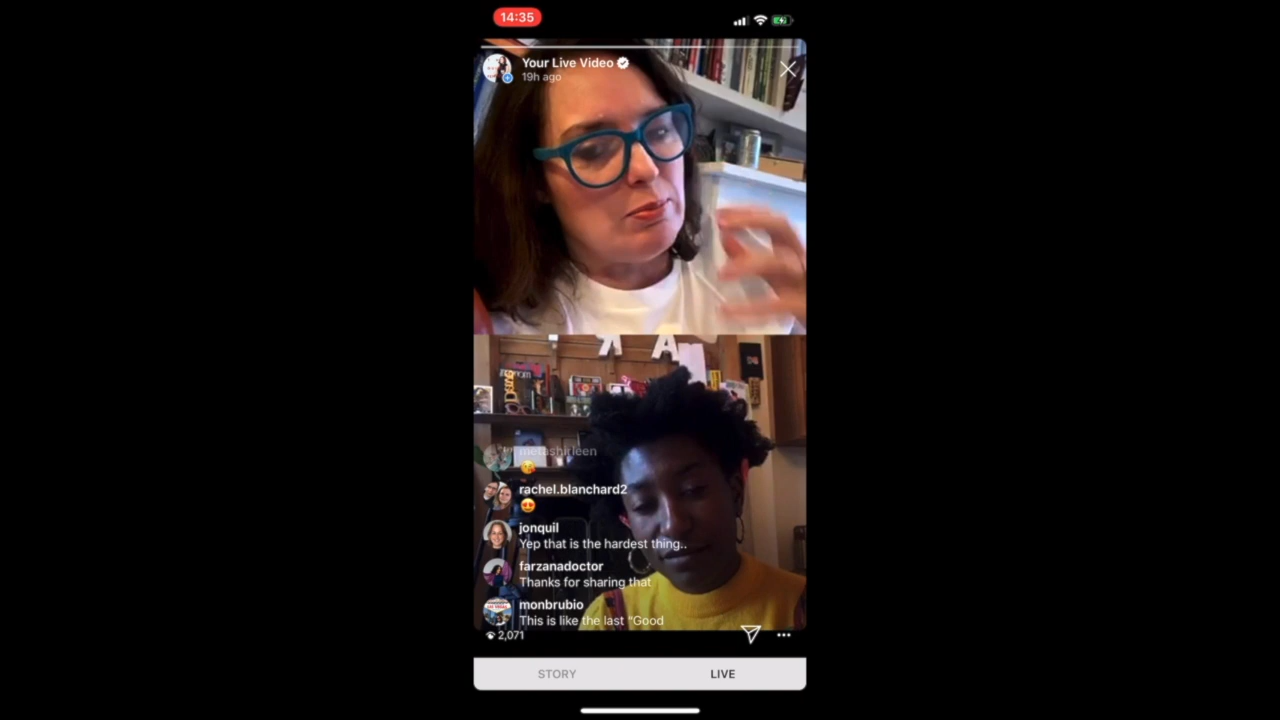 14:35
Your Live Video
19h ago
metashirleen
rachel.blanchard2
jonquil
Yep that is the hardest thing..
farzanadoctor
Thanks for sharing that
monbrubio
This is like the last "Good
2,071
STORY
LIVE